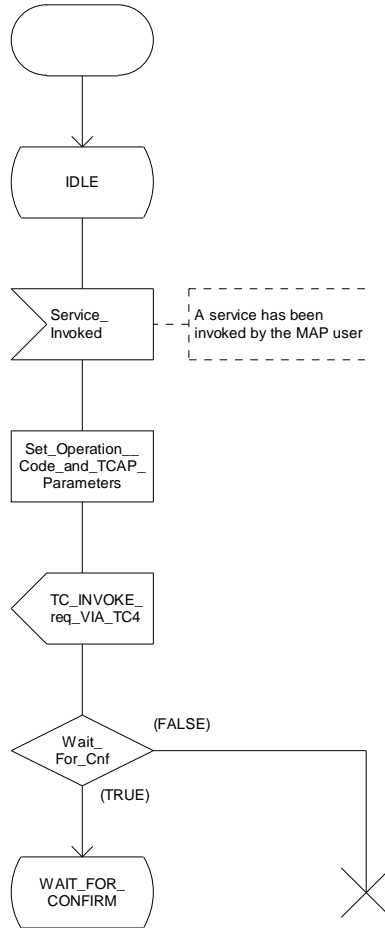 IDLE
Service_
Invoked
A service has been
invoked by the MAP user
Set_Operation__
Code_and_TCAP_
Parameters
TC_INVOKE_
req_VIA_TC4
(FALSE)
Wait_
For_Cnf
(TRUE)
WAIT_FOR_
CONFIRM